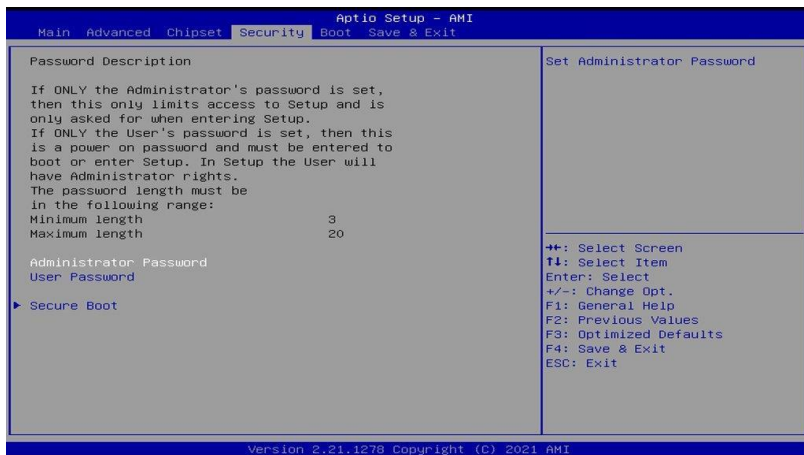 Aptio Setup - AMI
Main Advanced Chipset Security Boot Save & Exit
Password Description
If ONLY the Administrator's password is set,
then this only limits access to Setup and is
only asked for when entering Setup.
If ONLY the User's password is set, then this
is a power on password and must be entered to
boot or enter Setup. In Setup the User will
have Administrator rights.
The password length must be
in the following range:
Minimum length 3
Maximum length 20
Administrator Password
User Password
► Secure Boot
Set Administrator Password
→←: Select Screen
↑↓: Select Item
Enter: Select
+/-: Change Opt.
F1: General Help
F2: Previous Values
F3: Optimized Defaults
F4: Save & Exit
ESC: Exit
Version 2.21.1278 Copyright (C) 2021 AMI